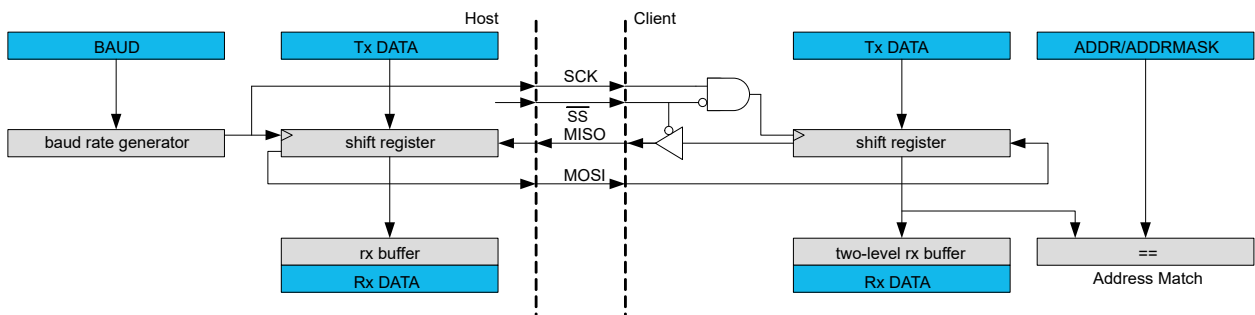 Host
Client
BAUD
Tx DATA
Tx DATA
ADDR/ADDRMASK
SCK
SS
baud rate generator
shift register
MISO
shift register
MOSI
rx buffer
two-level rx buffer
==
Rx DATA
Rx DATA
Address Match